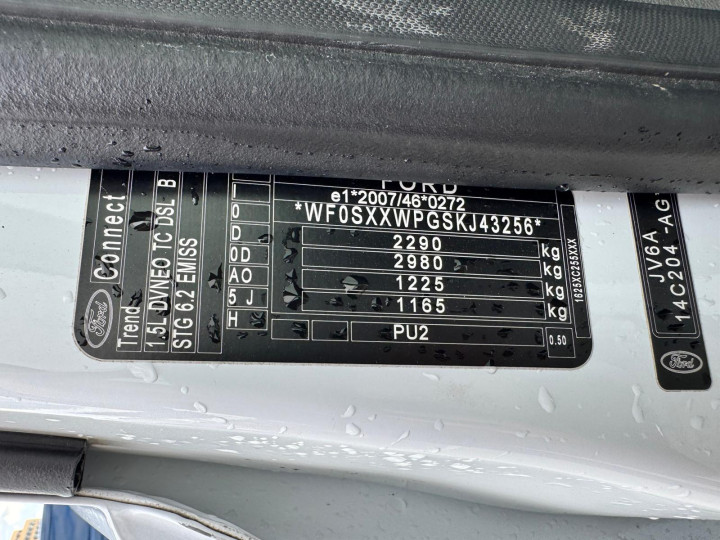 FORD
e1*2007/46*0272
*WF0SXXWPGSKJ43256*
2290 kg
2980 kg
1225 kg
1165 kg
PU2
0.50
I
0
D
0D
AO
5 J
H
Ford
Connect
Trend
1.5L DVNEO TC DSL B
STG 6.2 EMISS
1625XC255XXX
JV6A
14C204 -AG
Ford